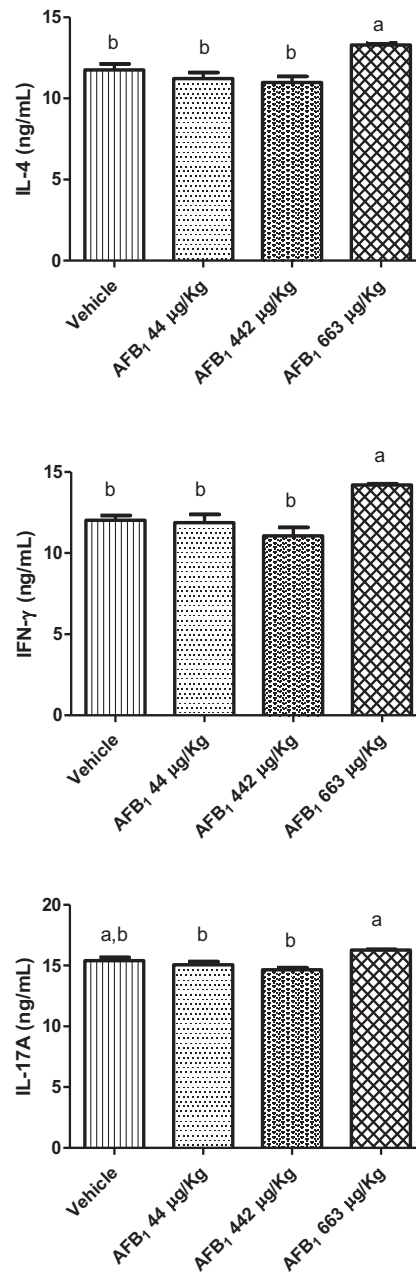 15
10
5
0
IL-4 (ng/mL)
b
b
b
a
Vehicle
AFB₁ 44 µg/Kg
AFB₁ 442 µg/Kg
AFB₁ 663 µg/Kg
15
10
5
0
IFN-γ (ng/mL)
b
b
b
a
Vehicle
AFB₁ 44 µg/Kg
AFB₁ 442 µg/Kg
AFB₁ 663 µg/Kg
20
15
10
5
0
IL-17A (ng/mL)
a,b
b
b
a
Vehicle
AFB₁ 44 µg/Kg
AFB₁ 442 µg/Kg
AFB₁ 663 µg/Kg